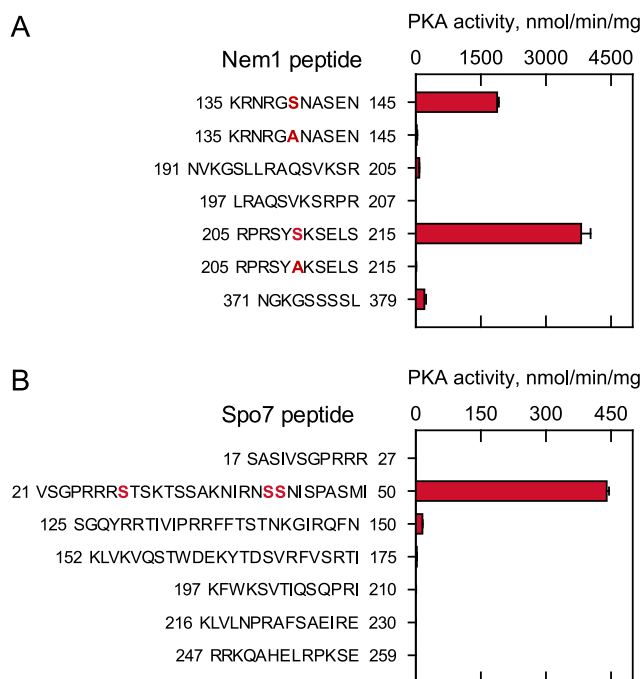 A
PKA activity, nmol/min/mg
0 1500 3000 4500
Nem1 peptide
135 KRNRGSNASEN 145
135 KRNRGANASEN 145
191 NVKGSLLRAQSVKSR 205
197 LRAQSVKSRPR 207
205 RPRSYSKSELS 215
205 RPRSYAKSELS 215
371 NGKGSSSSL 379
B
PKA activity, nmol/min/mg
0 150 300 450
Spo7 peptide
17 SASIVSGPRRR 27
21 VSGPRRRSTSKTSSAKNIRNSSNISPASMI 50
125 SGQYRRTIVIPRRFFTSTNKGIRQFN 150
152 KLVKVQSTWDEKYTDSVRFVSRTI 175
197 KFWKSVTIQSQPRI 210
216 KLVLNPRAFSAEIRE 230
247 RRKQAHELRPKSE 259